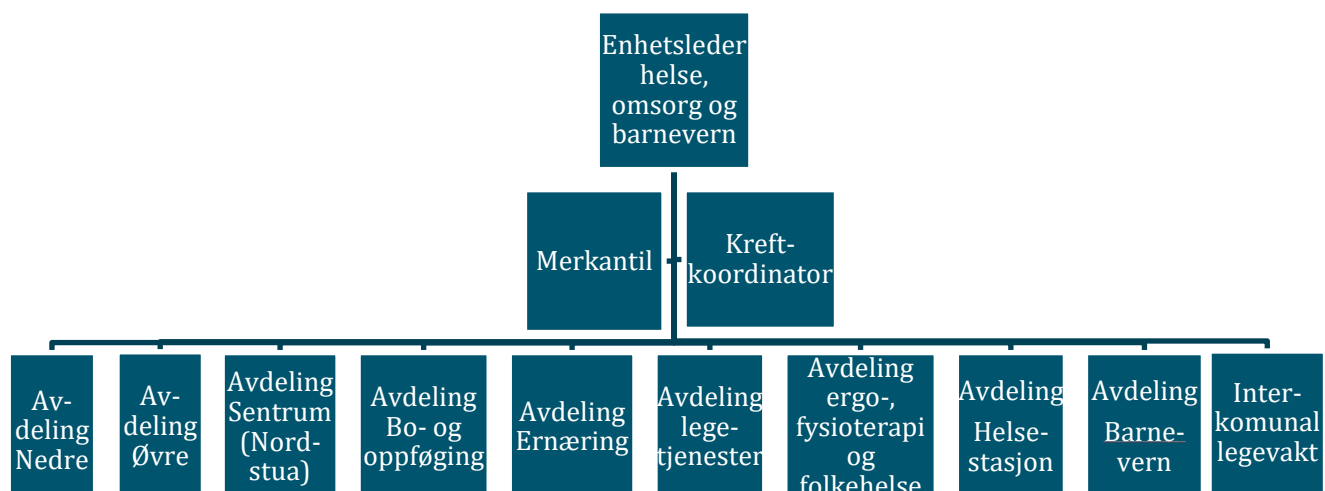 Enhetsleder
helse,
omsorg og
barnevern
Merkantil
Kreft-
koordinator
Av-
deling
Nedre
Av-
deling
Øvre
Avdeling
Sentrum
(Nord-
stua)
Avdeling
Bo- og
oppføging
Avdeling
Ernæring
Avdeling
lege-
tjenester
Avdeling
ergo-,
fysioterapi
og
folkehelse
Avdeling
Helse-
stasjon
Avdeling
Barne-
vern
Inter-
komunal
legevakt